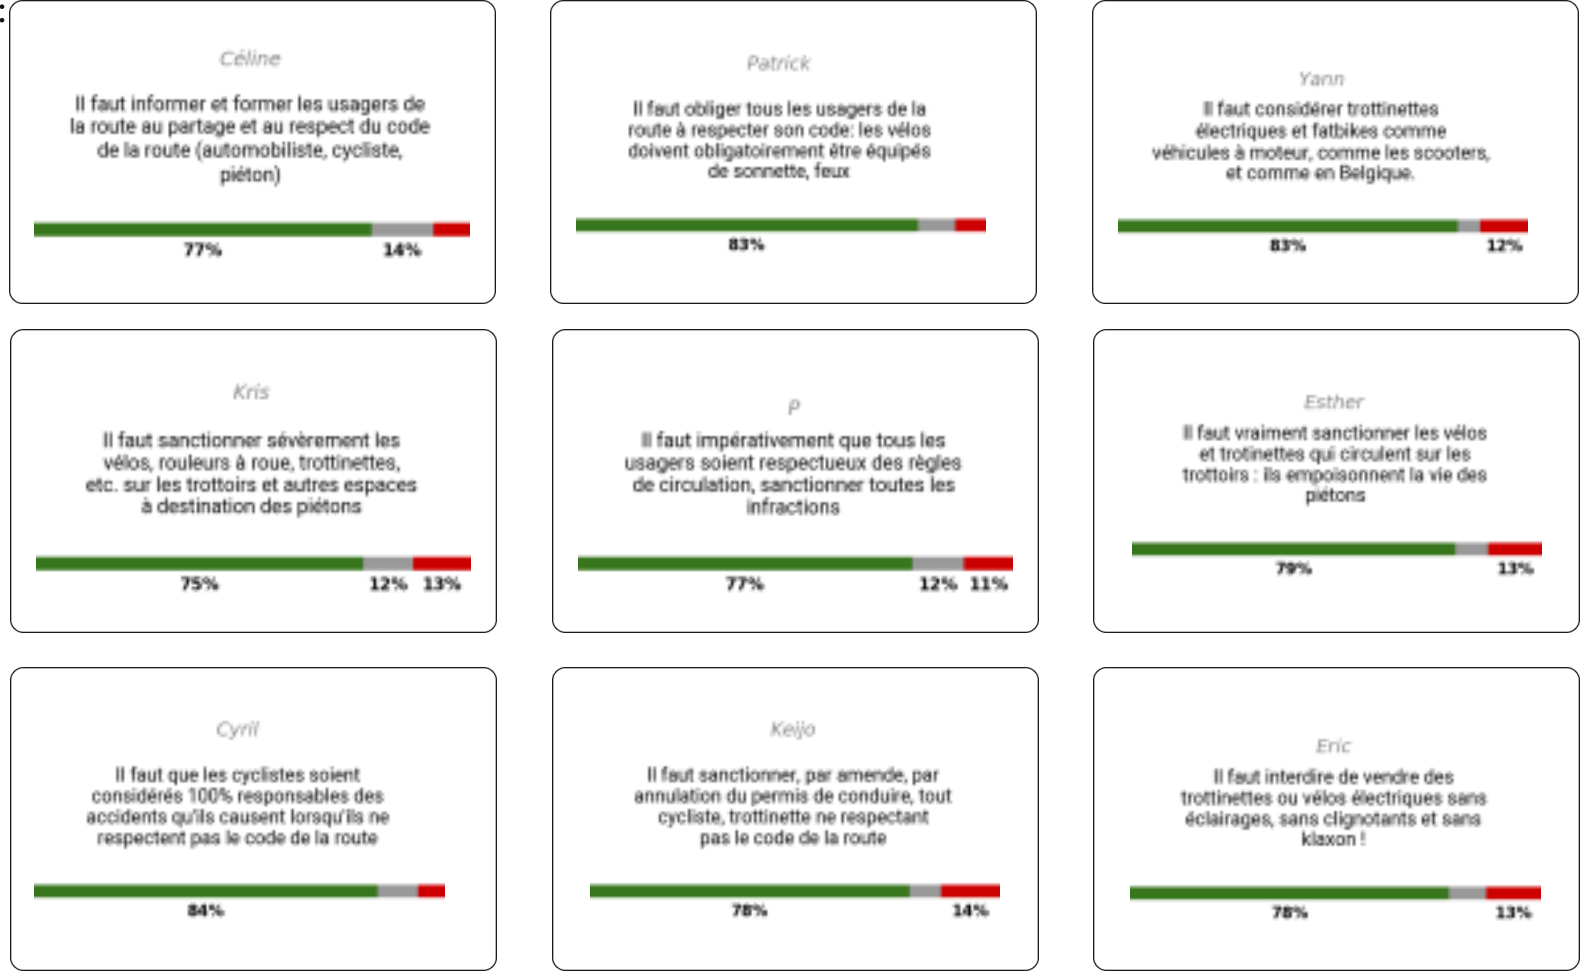 Céline
Il faut informer et former les usagers de
la route au partage et au respect du code
de la route (automobiliste, cycliste,
piéton)
77% 14%
Patrick
Il faut obliger tous les usagers de la
route à respecter son code: les vélos
doivent obligatoirement être équipés
de sonnette, feux
83%
Yann
Il faut considérer trottinettes
électriques et fatbikes comme
véhicules à moteur, comme les scooters,
et comme en Belgique.
83% 12%
Kris
Il faut sanctionner sévèrement les
vélos, rouleurs à roue, trottinettes,
etc. sur les trottoirs et autres espaces
à destination des piétons
75% 12% 13%
P
Il faut impérativement que tous les
usagers soient respectueux des règles
de circulation, sanctionner toutes les
infractions
77% 12% 11%
Esther
Il faut vraiment sanctionner les vélos
et trotinettes qui circulent sur les
trottoirs : ils empoisonnent la vie des
piétons
79% 13%
Cyril
Il faut que les cyclistes soient
considérés 100% responsables des
accidents qu'ils causent lorsqu'ils ne
respectent pas le code de la route
84%
Keijo
Il faut sanctionner, par amende, par
annulation du permis de conduire, tout
cycliste, trottinette ne respectant
pas le code de la route
78% 14%
Eric
Il faut interdire de vendre des
trottinettes ou vélos électriques sans
éclairages, sans clignotants et sans
klaxon !
78% 13%